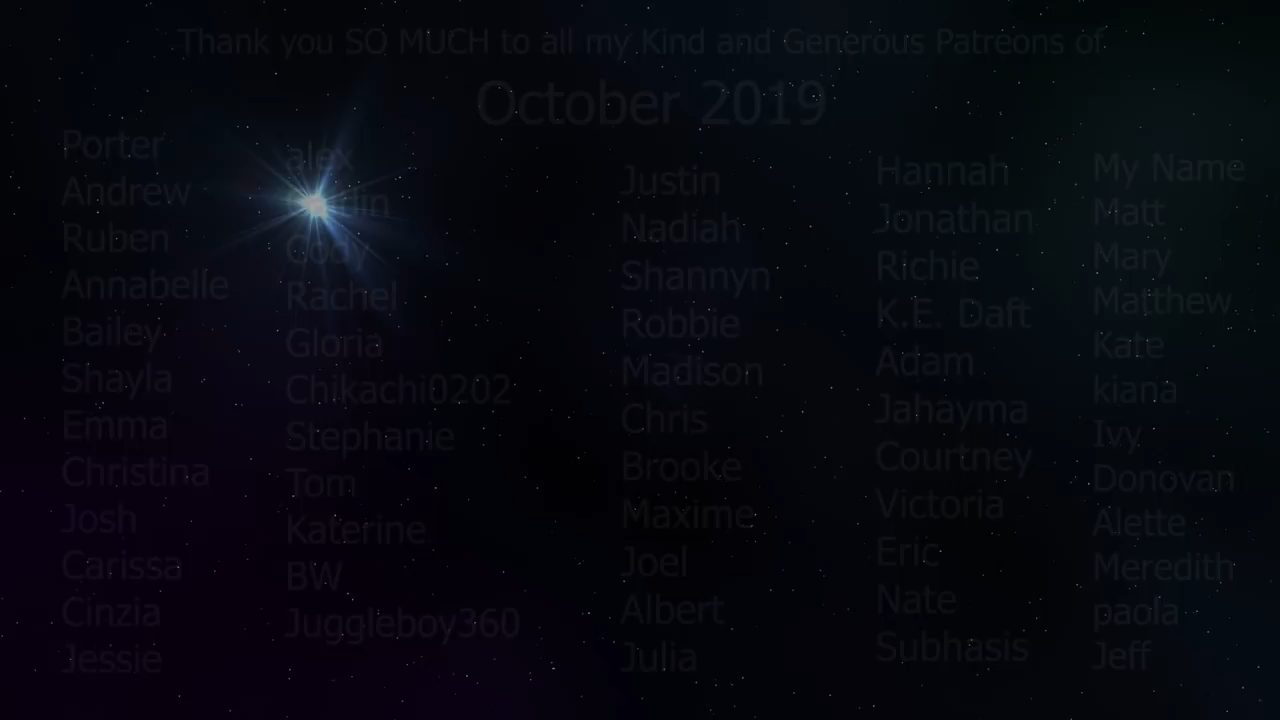 Thank you SO MUCH to all my Kind and Generous Patreons of
October 2019
Porter
Andrew
Ruben
Annabelle
Bailey
Shayla
Emma
Christina
Josh
Carissa
Cinzia
Jessie
alex
Rachel
Gloria
Chikachi0202
Stephanie
Tom
Katerine
BW
Juggleboy360
Justin
Nadiah
Shannyn
Robbie
Madison
Chris
Brooke
Maxime
Joel
Albert
Julia
Hannah
Jonathan
Richie
K.E. Daft
Adam
Jahayma
Courtney
Victoria
Eric
Nate
Subhasis
My Name
Matt
Mary
Matthew
Kate
kiana
Ivy
Donovan
Alette
Meredith
paola
Jeff